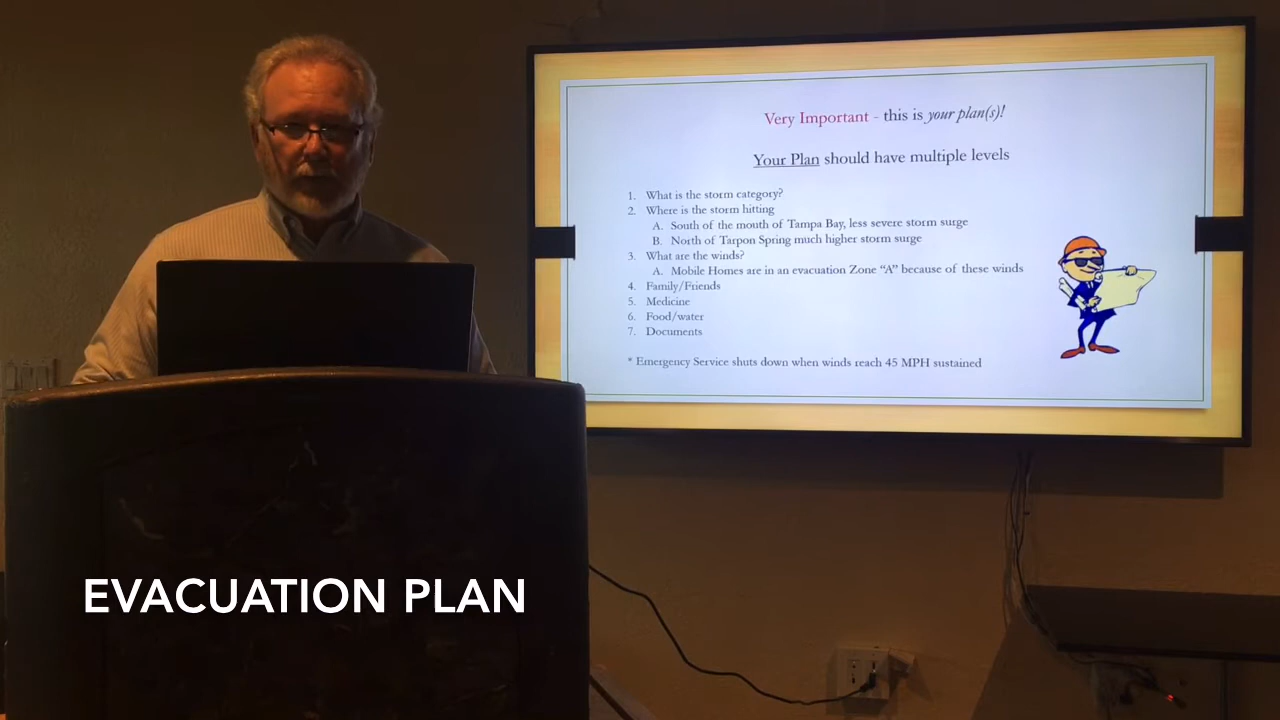 Very Important - this is your plan(s)!
Your Plan should have multiple levels
1. What is the storm category?
2. Where is the storm hitting
A. South of the mouth of Tampa Bay, less severe storm surge
B. North of Tarpon Spring much higher storm surge
3. What are the winds?
A. Mobile Homes are in an evacuation Zone “A” because of these winds
4. Family/Friends
5. Medicine
6. Food/water
7. Documents
* Emergency Service shuts down when winds reach 45 MPH sustained
EVACUATION PLAN